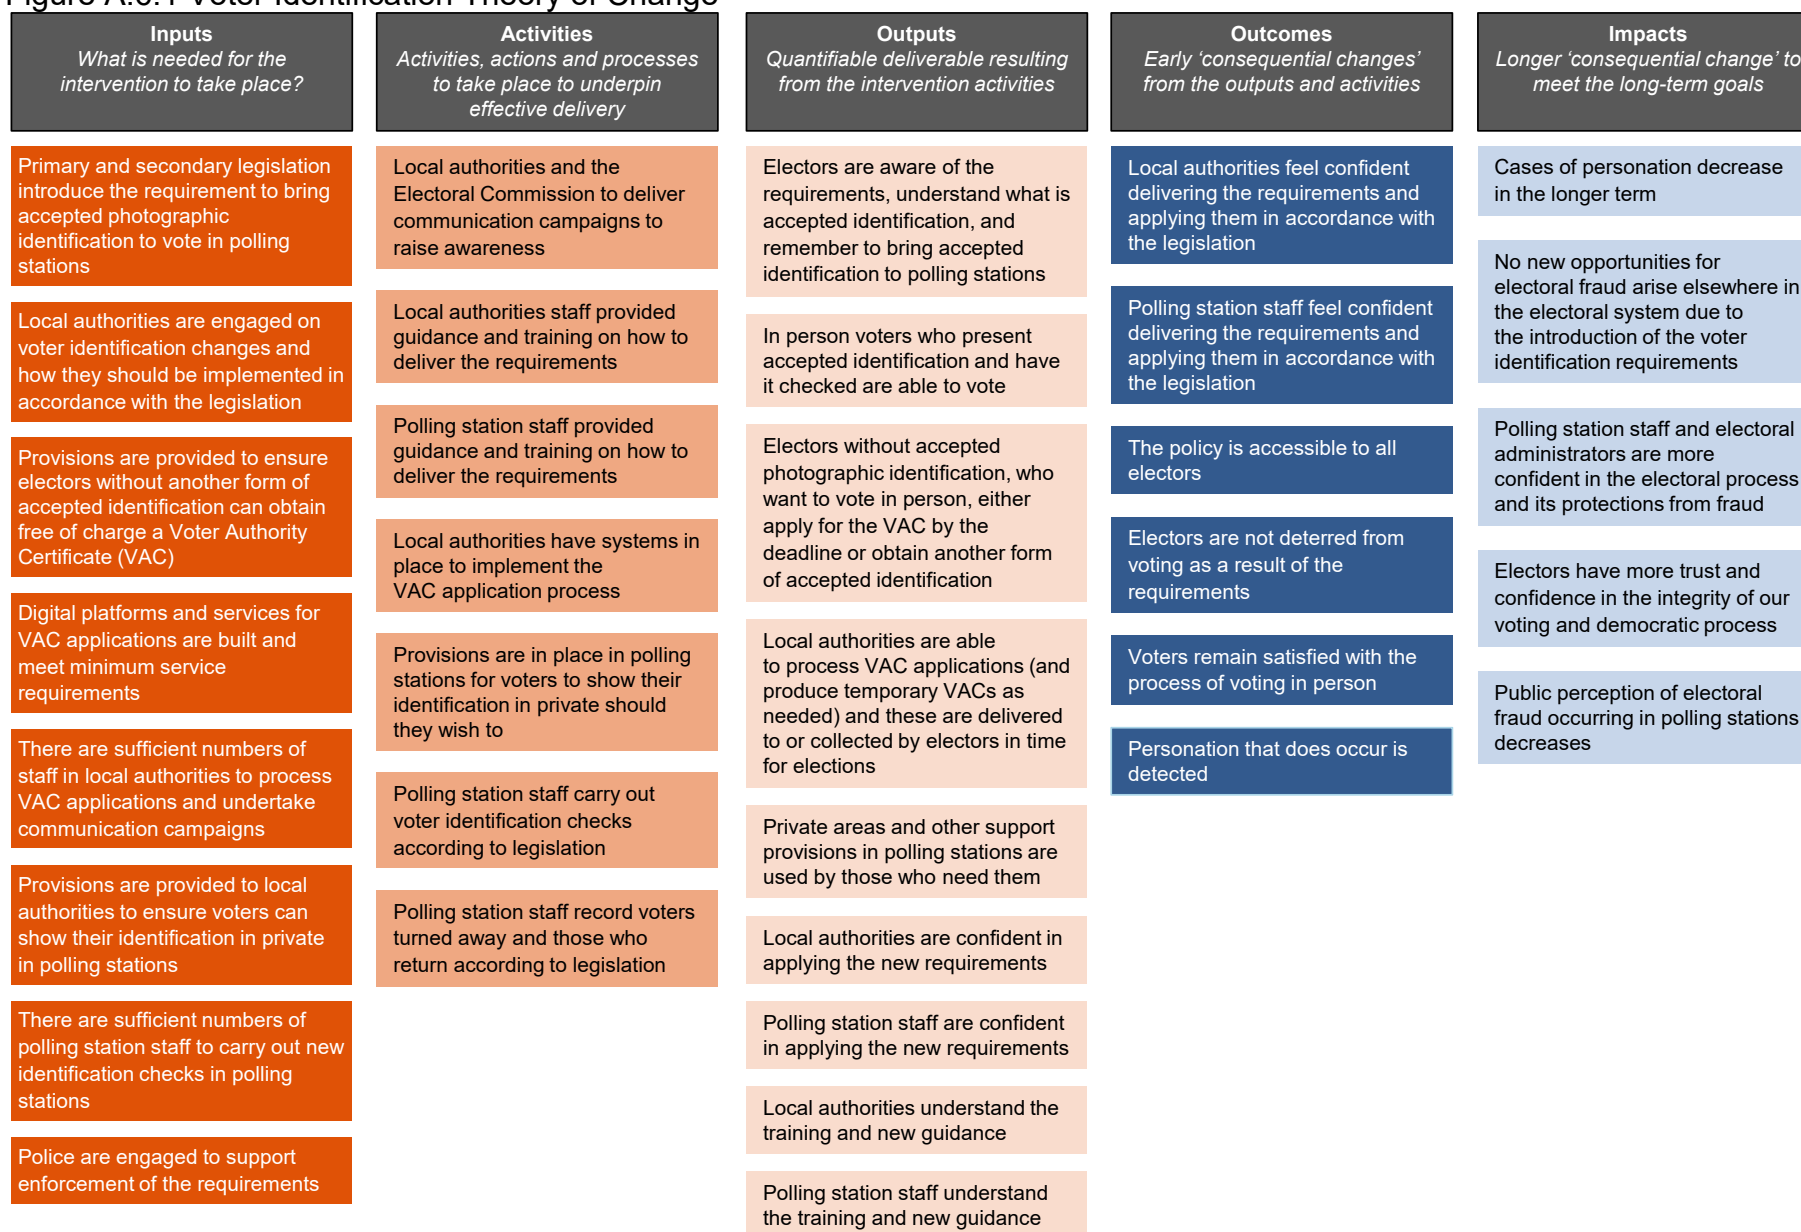 Figure A.6.1 Voter Identification Theory of Change
Inputs
What is needed for the
intervention to take place?
Primary and secondary legislation
introduce the requirement to bring
accepted photographic
identification to vote in polling
stations
Local authorities are engaged on
voter identification changes and
how they should be implemented in
accordance with the legislation
Provisions are provided to ensure
electors without another form of
accepted identification can obtain
free of charge a Voter Authority
Certificate (VAC)
Digital platforms and services for
VAC applications are built and
meet minimum service
requirements
There are sufficient numbers of
staff in local authorities to process
VAC applications and undertake
communication campaigns
Provisions are provided to local
authorities to ensure voters can
show their identification in private
in polling stations
There are sufficient numbers of
polling station staff to carry out new
identification checks in polling
stations
Police are engaged to support
enforcement of the requirements
Activities
Activities, actions and processes
to take place to underpin
effective delivery
Local authorities and the
Electoral Commission to deliver
communication campaigns to
raise awareness
Local authorities staff provided
guidance and training on how to
deliver the requirements
Polling station staff provided
guidance and training on how to
deliver the requirements
Local authorities have systems in
place to implement the
VAC application process
Provisions are in place in polling
stations for voters to show their
identification in private should
they wish to
Polling station staff carry out
voter identification checks
according to legislation
Polling station staff record voters
turned away and those who
return according to legislation
Outputs
Quantifiable deliverable resulting
from the intervention activities
Electors are aware of the
requirements, understand what is
accepted identification, and
remember to bring accepted
identification to polling stations
In person voters who present
accepted identification and have
it checked are able to vote
Electors without accepted
photographic identification, who
want to vote in person, either
apply for the VAC by the
deadline or obtain another form
of accepted identification
Local authorities are able
to process VAC applications (and
produce temporary VACs as
needed) and these are delivered
to or collected by electors in time
for elections
Private areas and other support
provisions in polling stations are
used by those who need them
Local authorities are confident in
applying the new requirements
Polling station staff are confident
in applying the new requirements
Local authorities understand the
training and new guidance
Polling station staff understand
the training and new guidance
Outcomes
Early ‘consequential changes’
from the outputs and activities
Local authorities feel confident
delivering the requirements and
applying them in accordance with
the legislation
Polling station staff feel confident
delivering the requirements and
applying them in accordance with
the legislation
The policy is accessible to all
electors
Electors are not deterred from
voting as a result of the
requirements
Voters remain satisfied with the
process of voting in person
Personation that does occur is
detected
Impacts
Longer ‘consequential change’ to
meet the long-term goals
Cases of personation decrease
in the longer term
No new opportunities for
electoral fraud arise elsewhere in
the electoral system due to
the introduction of the voter
identification requirements
Polling station staff and electoral
administrators are more
confident in the electoral process
and its protections from fraud
Electors have more trust and
confidence in the integrity of our
voting and democratic process
Public perception of electoral
fraud occurring in polling stations
decreases